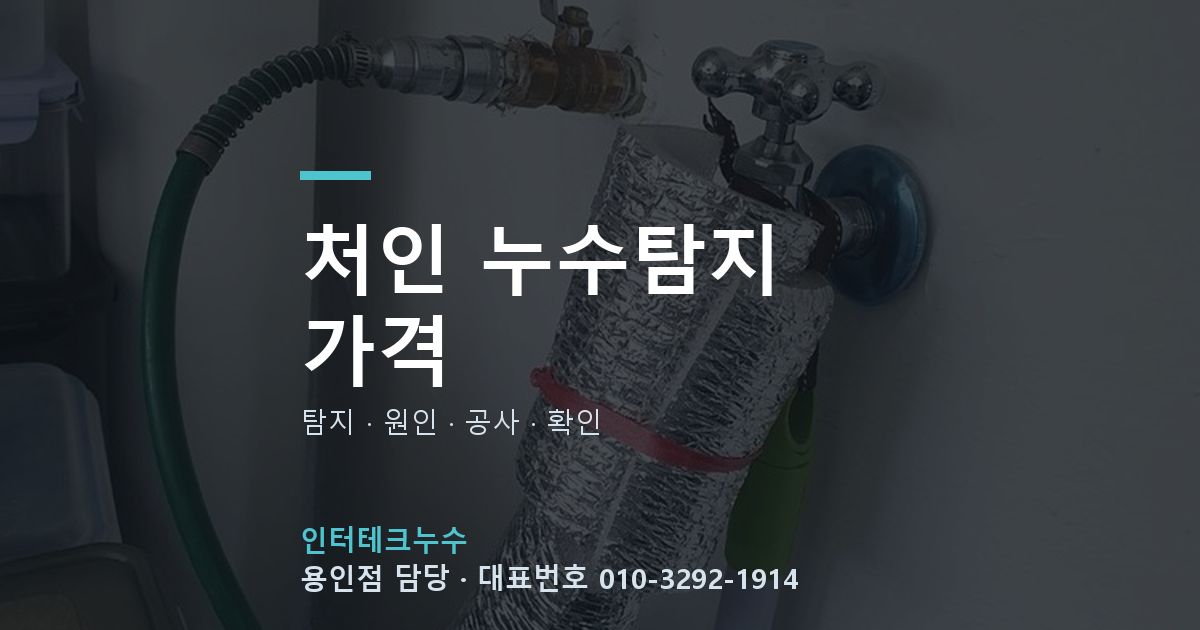 처인 누수탐지
가격
탐지 · 원인 · 공사 · 확인
인터테크누수
용인점 담당 · 대표번호 010-3292-1914